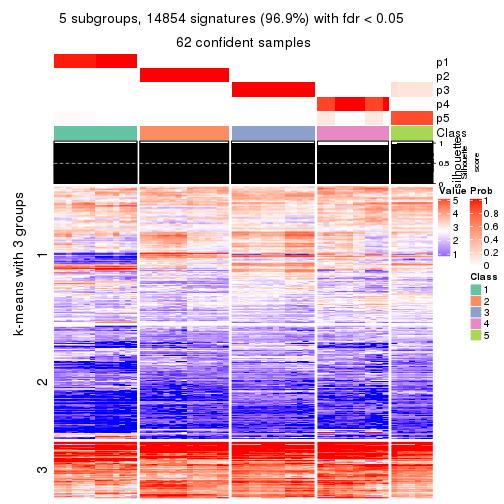 5 subgroups, 14854 signatures (96.9%) with fdr < 0.05
62 confident samples
p1
p2
p3
p4
p5
Class
1
0.5
0
silhouette
Silhouette
score
k-means with 3 groups
1
2
3
Value
5
4
3
2
1
Prob
1
0.8
0.6
0.4
0.2
0
Class
1
2
3
4
5